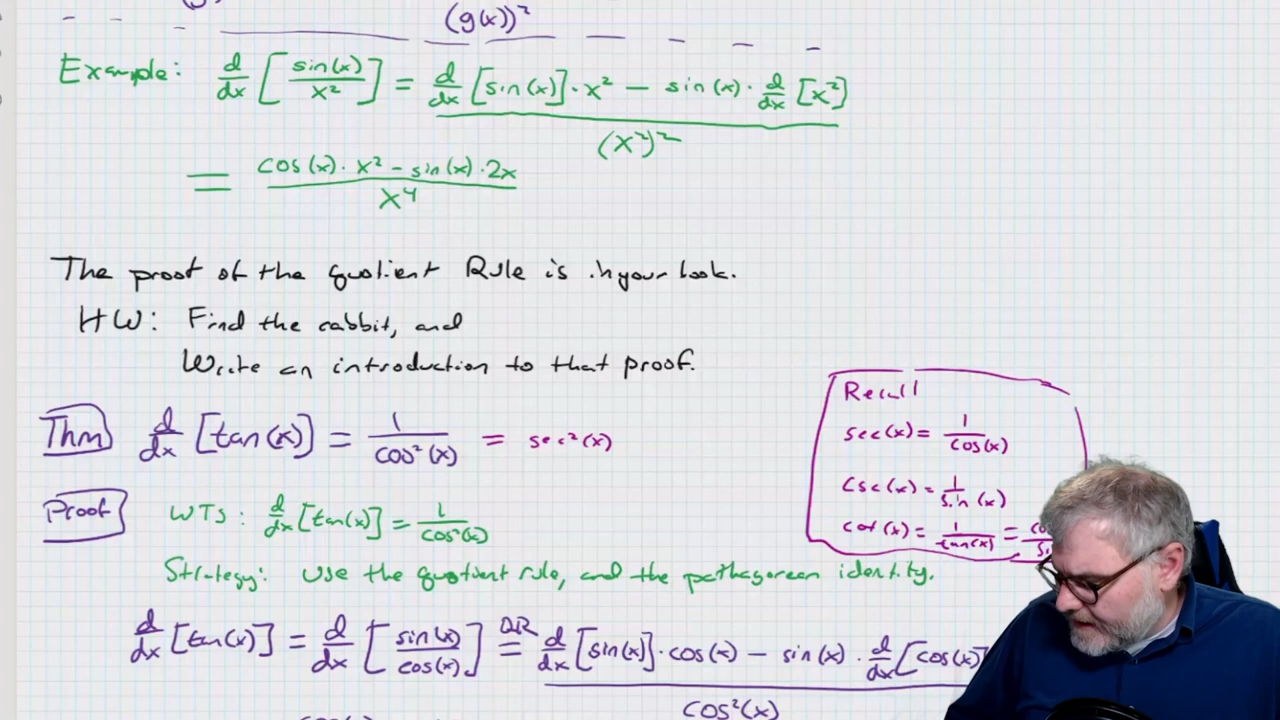 (g(x))²
Example: d/dx [sin(x)/x²] = (d/dx [sin(x)]·x² − sin(x)·d/dx [x²])/(x²)²
= (cos(x)·x² − sin(x)·2x)/x⁴
The proof of the quotient Rule is in your book.
HW: Find the rabbit, and
Write an introduction to that proof.
Thm d/dx [tan(x)] = 1/cos²(x) = sec²(x)
Recall
sec(x) = 1/cos(x)
csc(x) = 1/sin(x)
cot(x) = 1/tan(x) =
Proof WTS: d/dx [tan(x)] = 1/cos²(x)
Strategy: Use the quotient rule, and the pathagorean identity.
d/dx [tan(x)] = d/dx [sin(x)/cos(x)] QR= (d/dx [sin(x)]·cos(x) − sin(x)·d/dx [cos(x)])/cos²(x)